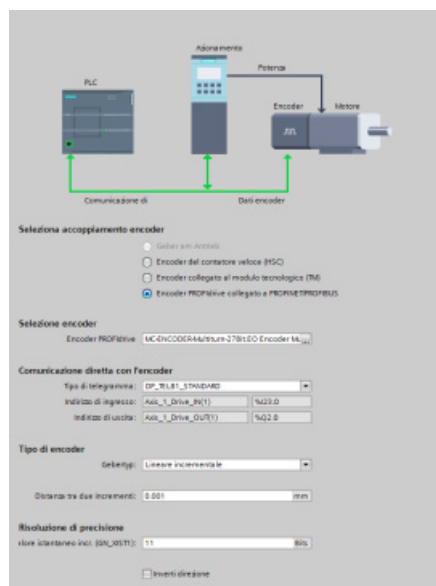 Azionamento
PLC
Potenza
Encoder
Motore
Comunicazione di
Dati encoder
Seleziona accoppiamento encoder
Geber am Antrieb
Encoder del contatore veloce (HSC)
Encoder collegato al modulo tecnologico (TM)
Encoder PROFIdrive collegato a PROFINET/PROFIBUS
Selezione encoder
Encoder PROFIdrive
Comunicazione diretta con l'encoder
Tipo di telegramma: DP_TEL81_STANDARD
Indirizzo di ingresso: Axis_1_Drive_IN(1) %I23.0
Indirizzo di uscita: Axis_1_Drive_OUT(1) %Q2.0
Tipo di encoder
Gebertyp: Lineare incrementale
Distanza tra due incrementi: 0.001 mm
Risoluzione di precisione
istantaneo incr. (GN_XIST1): 11 Bits
Inverti direzione